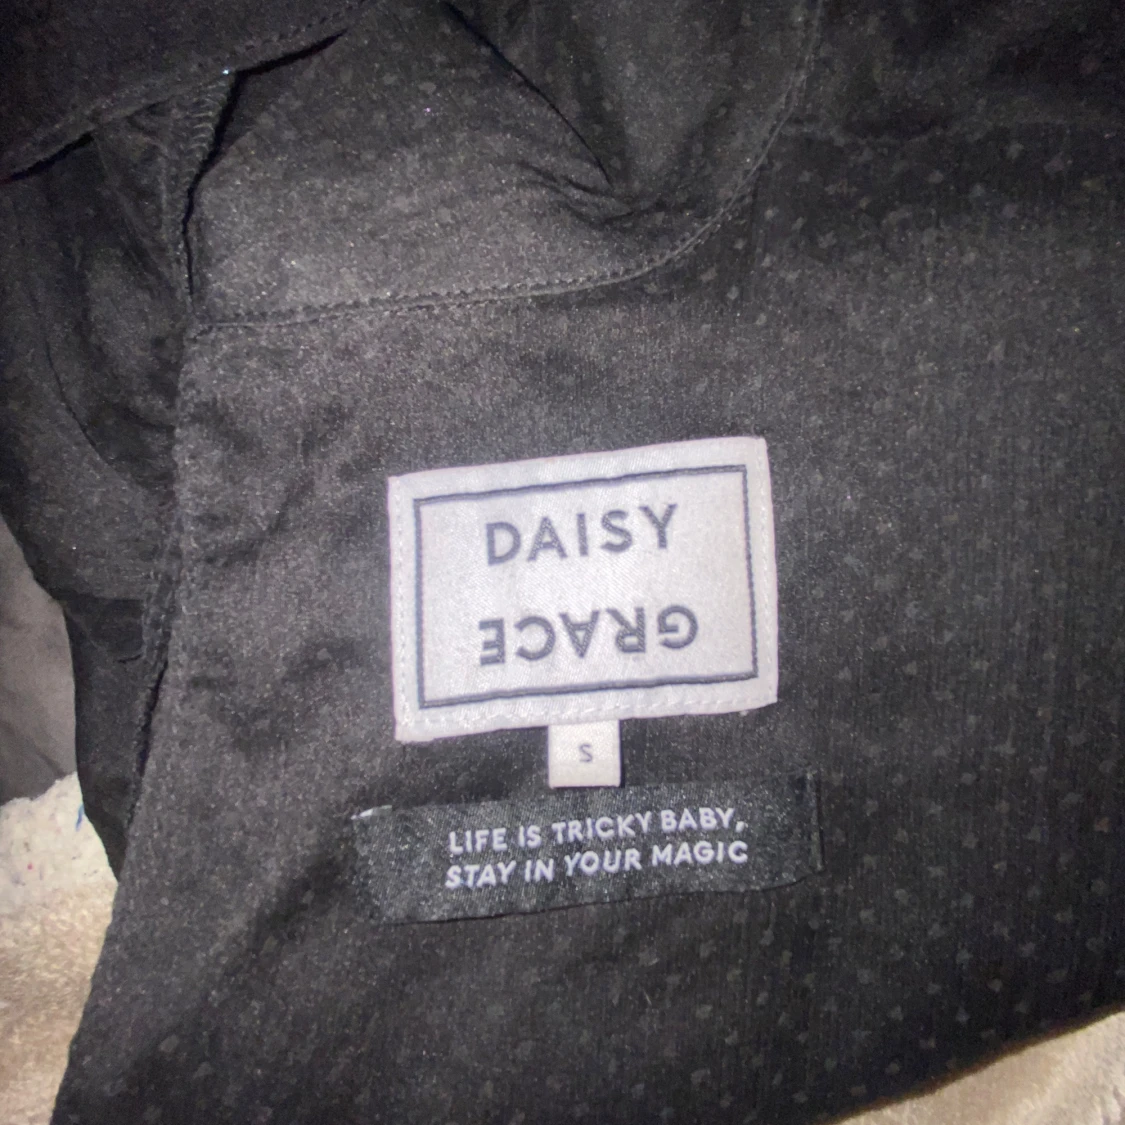 DAISY
GRACE
S
LIFE IS TRICKY BABY,
STAY IN YOUR MAGIC